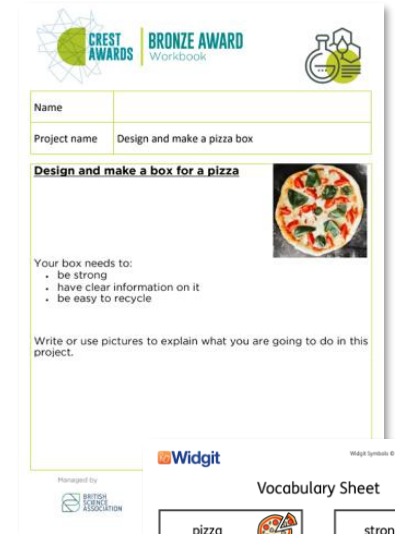 CREST
AWARDS
BRONZE AWARD
Workbook
Name
Project name Design and make a pizza box
Design and make a box for a pizza
Your box needs to:
• be strong
• have clear information on it
• be easy to recycle
Write or use pictures to explain what you are going to do in this
project.
Managed by
BRITISH
SCIENCE
ASSOCIATION
Widgit
Widgit Symbols ©
Vocabulary Sheet
pizza
stron